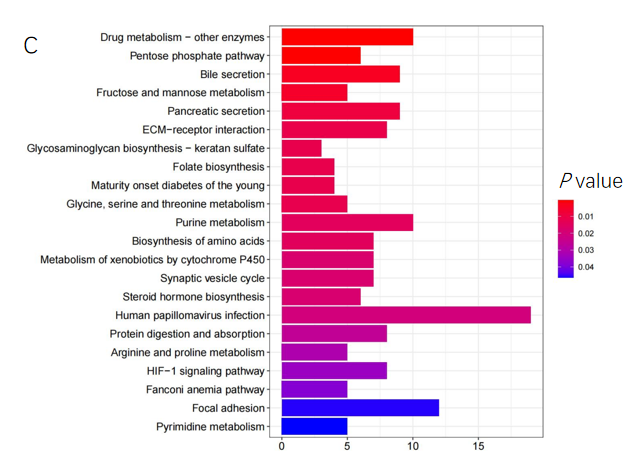 C
Drug metabolism − other enzymes
Pentose phosphate pathway
Bile secretion
Fructose and mannose metabolism
Pancreatic secretion
ECM−receptor interaction
Glycosaminoglycan biosynthesis − keratan sulfate
Folate biosynthesis
Maturity onset diabetes of the young
Glycine, serine and threonine metabolism
Purine metabolism
Biosynthesis of amino acids
Metabolism of xenobiotics by cytochrome P450
Synaptic vesicle cycle
Steroid hormone biosynthesis
Human papillomavirus infection
Protein digestion and absorption
Arginine and proline metabolism
HIF−1 signaling pathway
Fanconi anemia pathway
Focal adhesion
Pyrimidine metabolism
0 5 10 15
P value
0.01
0.02
0.03
0.04